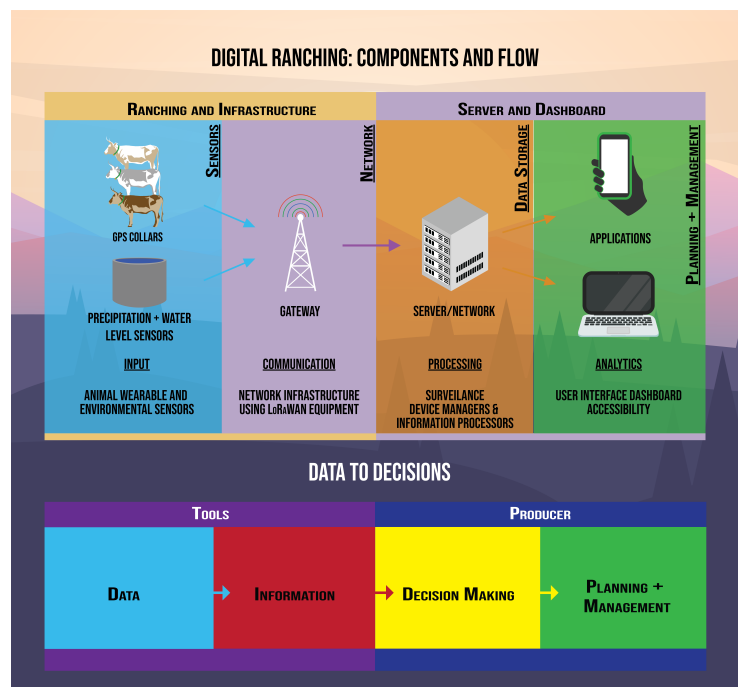 DIGITAL RANCHING: COMPONENTS AND FLOW
RANCHING AND INFRASTRUCTURE
SERVER AND DASHBOARD
SENSORS
GPS COLLARS
PRECIPITATION + WATER
LEVEL SENSORS
INPUT
ANIMAL WEARABLE AND
ENVIRONMENTAL SENSORS
NETWORK
GATEWAY
COMMUNICATION
NETWORK INFRASTRUCTURE
USING LoRaWAN EQUIPMENT
DATA STORAGE
SERVER/NETWORK
PROCESSING
SURVEILANCE
DEVICE MANAGERS &
INFORMATION PROCESSORS
PLANNING + MANAGEMENT
APPLICATIONS
ANALYTICS
USER INTERFACE DASHBOARD
ACCESSIBILITY
DATA TO DECISIONS
TOOLS
PRODUCER
DATA
INFORMATION
DECISION MAKING
PLANNING +
MANAGEMENT